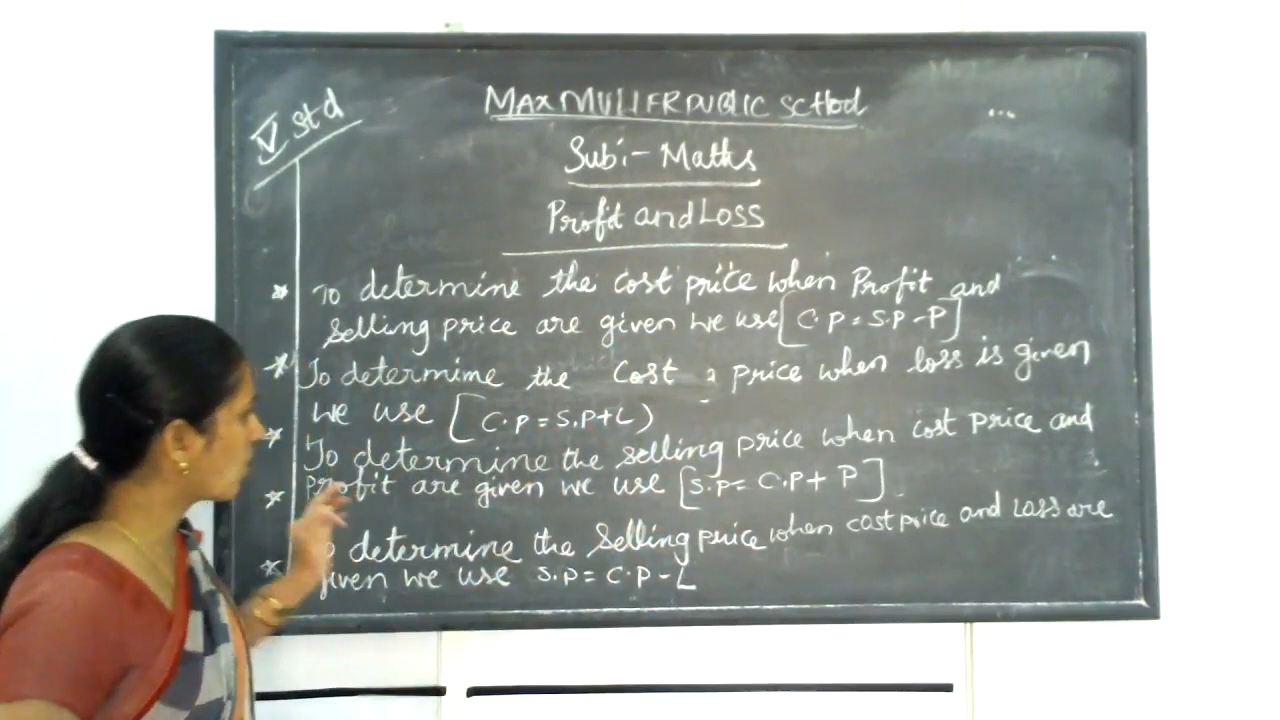 V std
MAX MULLER PUBLIC SCHOOL
Sub:- Maths
Profit and Loss
* To determine the cost price when Profit and
selling price are given we use [C.P = S.P - P]
* To determine the cost price when loss is given
we use [C.P = S.P + L)
* To determine the selling price when cost price and
* Profit are given we use [S.P = C.P + P]
determine the selling price when cost price and Loss are
* given we use S.P = C.P - L